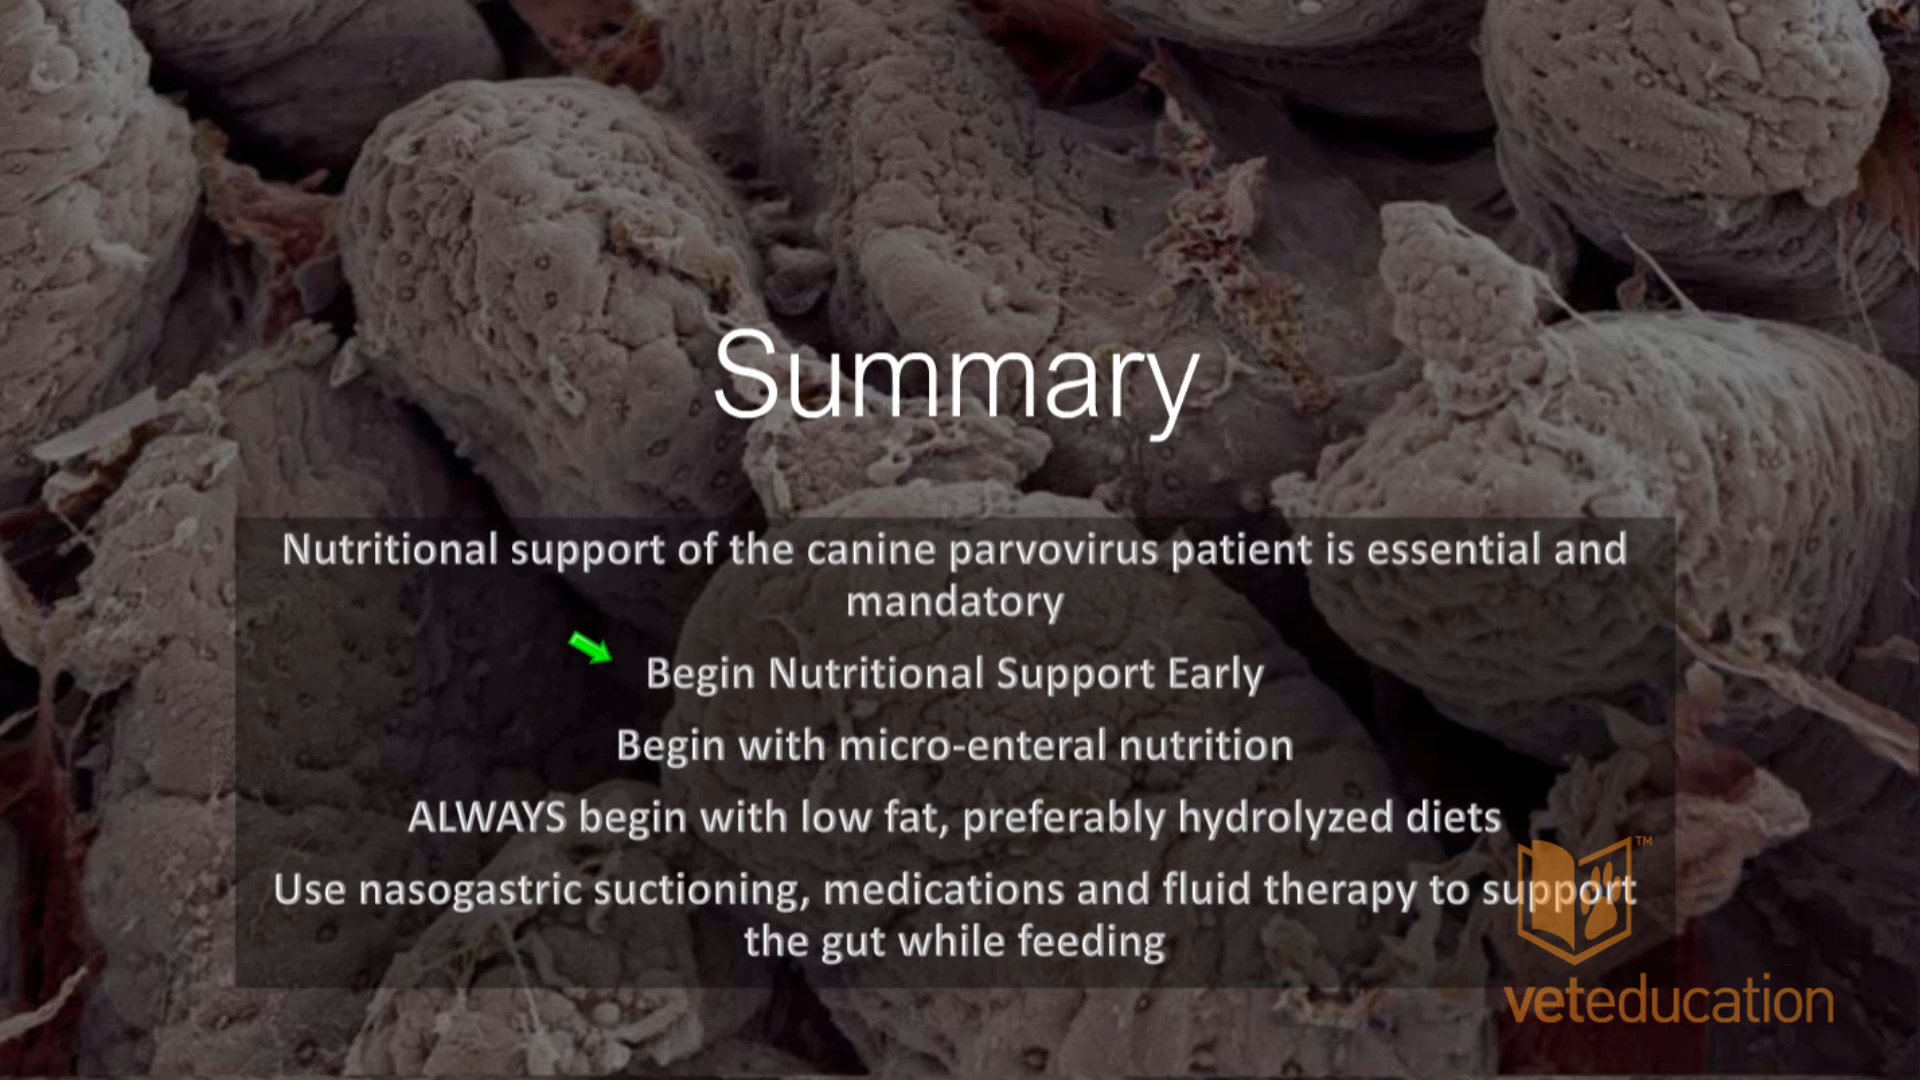 Summary
Nutritional support of the canine parvovirus patient is essential and
mandatory
Begin Nutritional Support Early
Begin with micro-enteral nutrition
ALWAYS begin with low fat, preferably hydrolyzed diets
Use nasogastric suctioning, medications and fluid therapy to support
the gut while feeding
™
veteducation